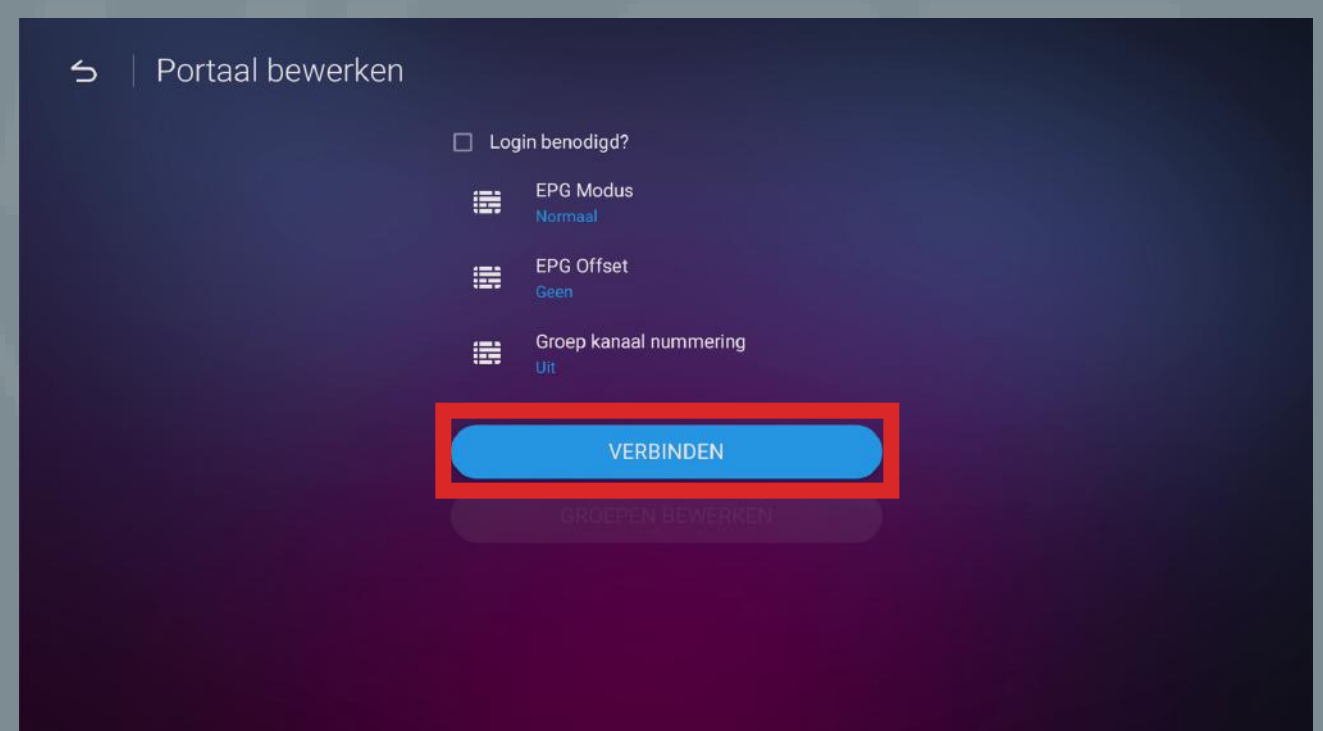 Portaal bewerken
Login benodigd?
EPG Modus
Normaal
EPG Offset
Geen
Groep kanaal nummering
Uit
VERBINDEN
GROEPEN BEWERKEN